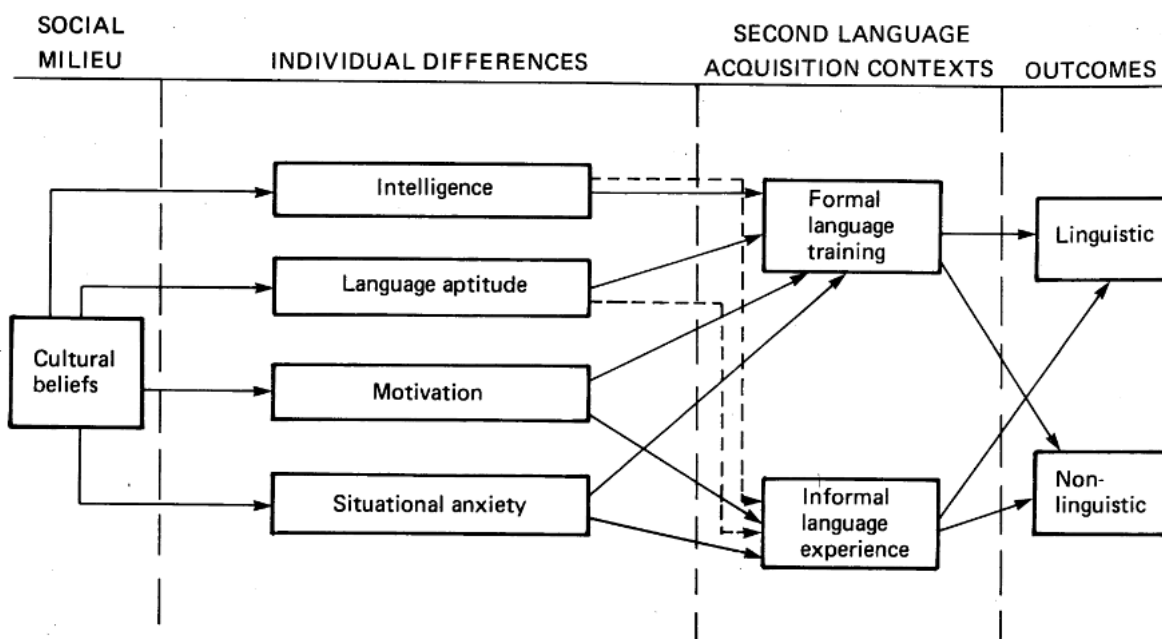 SOCIAL
MILIEU
INDIVIDUAL DIFFERENCES
SECOND LANGUAGE
ACQUISITION CONTEXTS
OUTCOMES
Intelligence
Language aptitude
Cultural
beliefs
Motivation
Situational anxiety
Formal
language
training
Informal
language
experience
Linguistic
Non-
linguistic